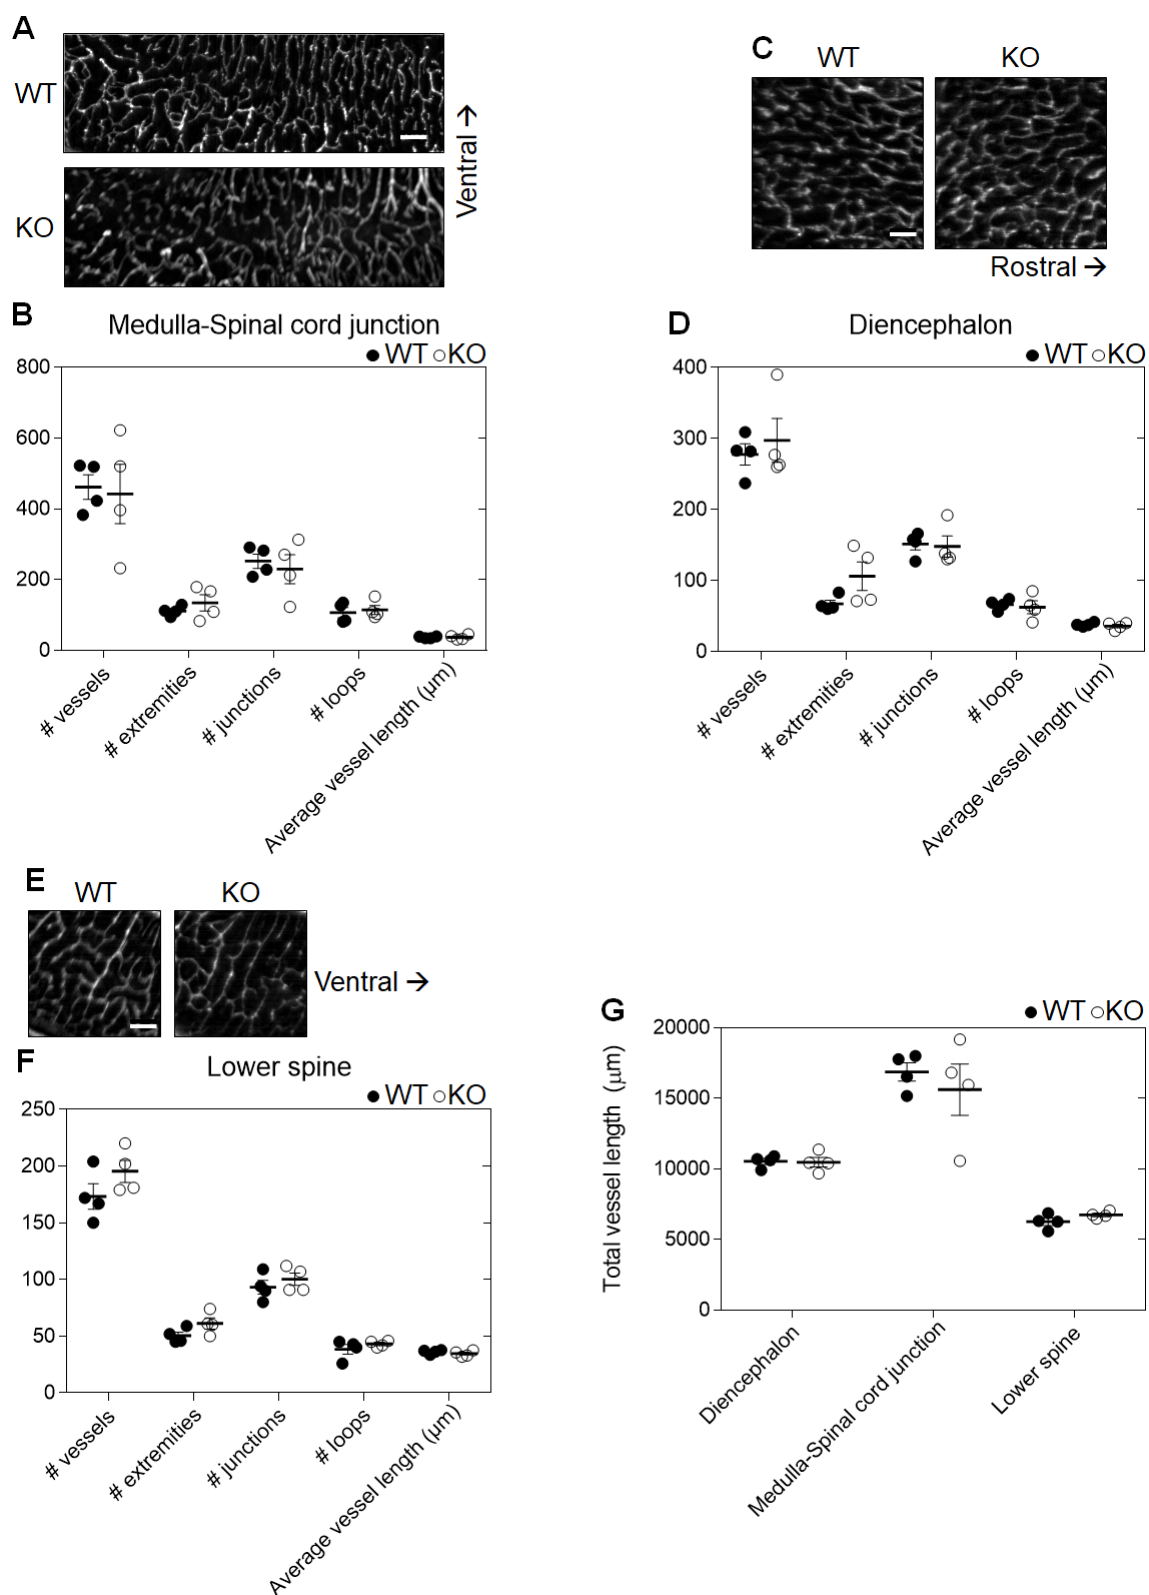 A
WT
KO
Ventral →
B
Medulla-Spinal cord junction
● WT ○ KO
800
600
400
200
0
# vessels
# extremities
# junctions
# loops
Average vessel length (μm)
C
WT
KO
Rostral →
D
Diencephalon
● WT ○ KO
400
300
200
100
0
# vessels
# extremities
# junctions
# loops
Average vessel length (μm)
E
WT
KO
Ventral →
F
Lower spine
● WT ○ KO
250
200
150
100
50
0
# vessels
# extremities
# junctions
# loops
Average vessel length (μm)
G
● WT ○ KO
Total vessel length (μm)
20000
15000
10000
5000
0
Diencephalon
Medulla-Spinal cord junction
Lower spine